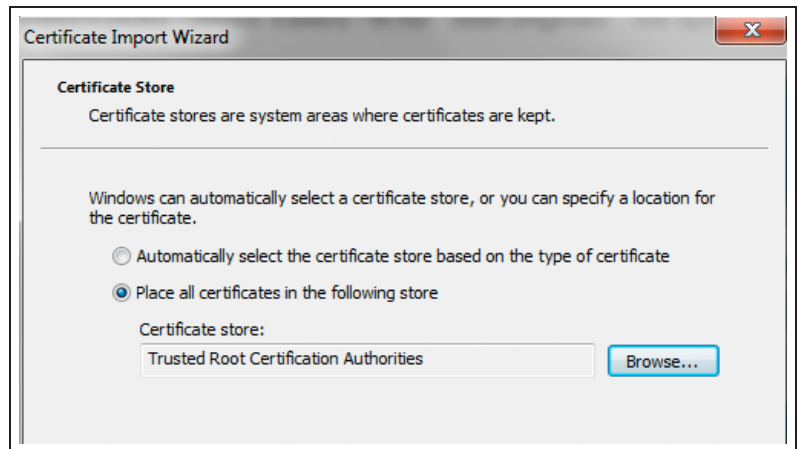 Certificate Import Wizard
Certificate Store
Certificate stores are system areas where certificates are kept.
Windows can automatically select a certificate store, or you can specify a location for
the certificate.
Automatically select the certificate store based on the type of certificate
Place all certificates in the following store
Certificate store:
Trusted Root Certification Authorities
Browse...